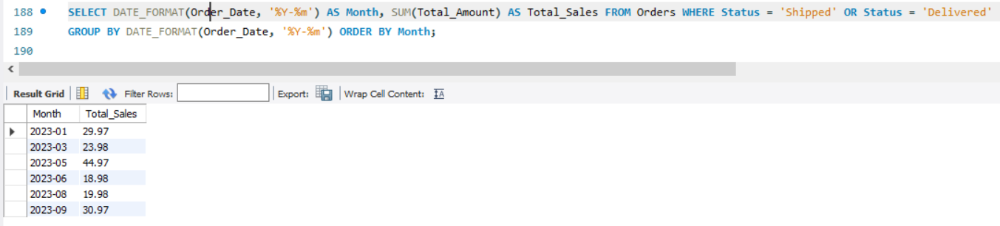 188 SELECT DATE_FORMAT(Order_Date, '%Y-%m') AS Month, SUM(Total_Amount) AS Total_Sales FROM Orders WHERE Status = 'Shipped' OR Status = 'Delivered'
189 GROUP BY DATE_FORMAT(Order_Date, '%Y-%m') ORDER BY Month;
190
Result Grid Filter Rows: Export: Wrap Cell Content: IA
Month Total_Sales
2023-01 29.97
2023-03 23.98
2023-05 44.97
2023-06 18.98
2023-08 19.98
2023-09 30.97